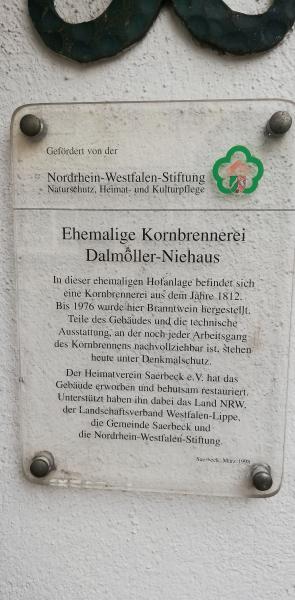 Gefördert von der
Nordrhein-Westfalen-Stiftung
Naturschutz, Heimat- und Kulturpflege
Ehemalige Kornbrennerei
Dalmöller-Niehaus
In dieser ehemaligen Hofanlage befindet sich
eine Kornbrennerei aus dem Jahre 1812.
Bis 1976 wurde hier Branntwein hergestellt.
Teile des Gebäudes und die technische
Ausstattung, an der noch jeder Arbeitsgang
des Kornbrennens nachvollziehbar ist, stehen
heute unter Denkmalschutz.
Der Heimatverein Saerbeck e.V. hat das
Gebäude erworben und behutsam restauriert.
Unterstützt haben ihn dabei das Land NRW,
der Landschaftsverband Westfalen-Lippe,
die Gemeinde Saerbeck und
die Nordrhein-Westfalen-Stiftung.
Saerbeck, März 1998